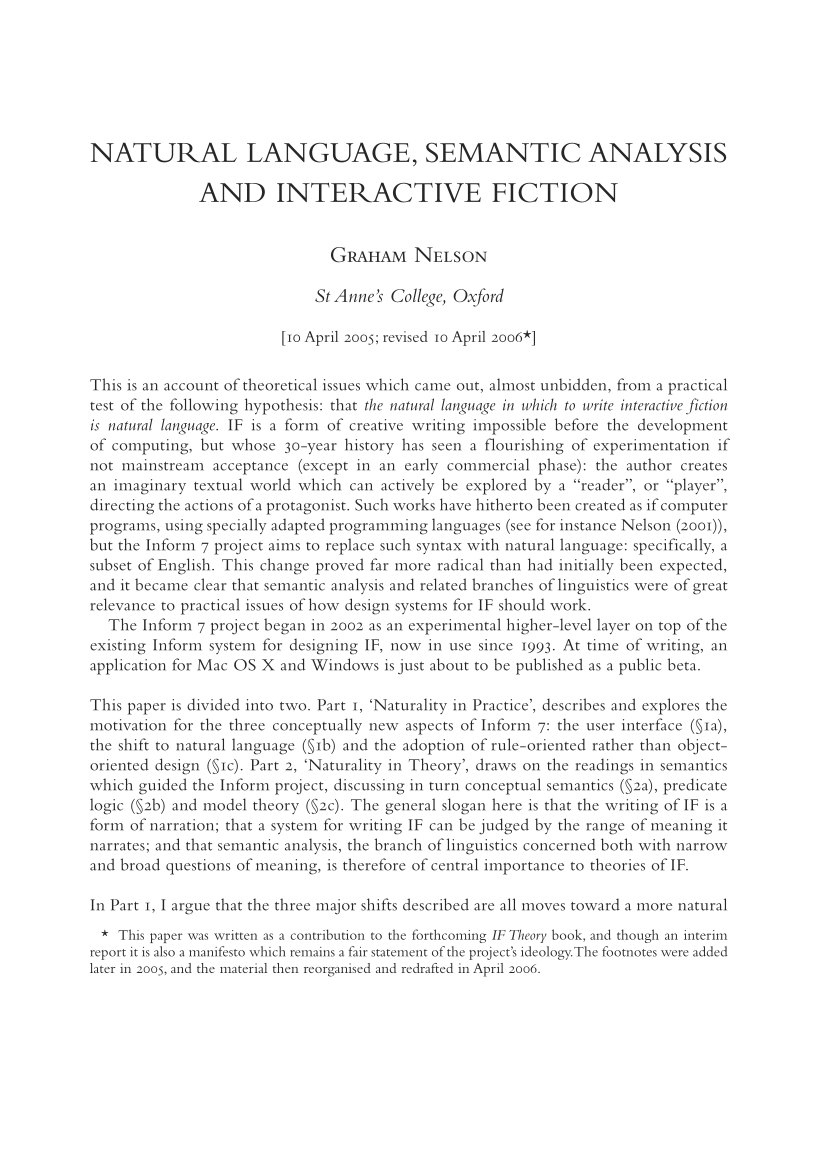 NATURAL LANGUAGE, SEMANTIC ANALYSIS
AND INTERACTIVE FICTION
Graham Nelson
St Anne's College, Oxford
[10 April 2005; revised 10 April 2006★]
This is an account of theoretical issues which came out, almost unbidden, from a practical
test of the following hypothesis: that the natural language in which to write interactive fiction
is natural language. IF is a form of creative writing impossible before the development
of computing, but whose 30-year history has seen a flourishing of experimentation if
not mainstream acceptance (except in an early commercial phase): the author creates
an imaginary textual world which can actively be explored by a “reader”, or “player”,
directing the actions of a protagonist. Such works have hitherto been created as if computer
programs, using specially adapted programming languages (see for instance Nelson (2001)),
but the Inform 7 project aims to replace such syntax with natural language: specifically, a
subset of English. This change proved far more radical than had initially been expected,
and it became clear that semantic analysis and related branches of linguistics were of great
relevance to practical issues of how design systems for IF should work.
The Inform 7 project began in 2002 as an experimental higher-level layer on top of the
existing Inform system for designing IF, now in use since 1993. At time of writing, an
application for Mac OS X and Windows is just about to be published as a public beta.
This paper is divided into two. Part 1, ‘Naturality in Practice’, describes and explores the
motivation for the three conceptually new aspects of Inform 7: the user interface (§1a),
the shift to natural language (§1b) and the adoption of rule-oriented rather than object-
oriented design (§1c). Part 2, ‘Naturality in Theory’, draws on the readings in semantics
which guided the Inform project, discussing in turn conceptual semantics (§2a), predicate
logic (§2b) and model theory (§2c). The general slogan here is that the writing of IF is a
form of narration; that a system for writing IF can be judged by the range of meaning it
narrates; and that semantic analysis, the branch of linguistics concerned both with narrow
and broad questions of meaning, is therefore of central importance to theories of IF.
In Part 1, I argue that the three major shifts described are all moves toward a more natural
★ This paper was written as a contribution to the forthcoming IF Theory book, and though an interim
report it is also a manifesto which remains a fair statement of the project's ideology. The footnotes were added
later in 2005, and the material then reorganised and redrafted in April 2006.